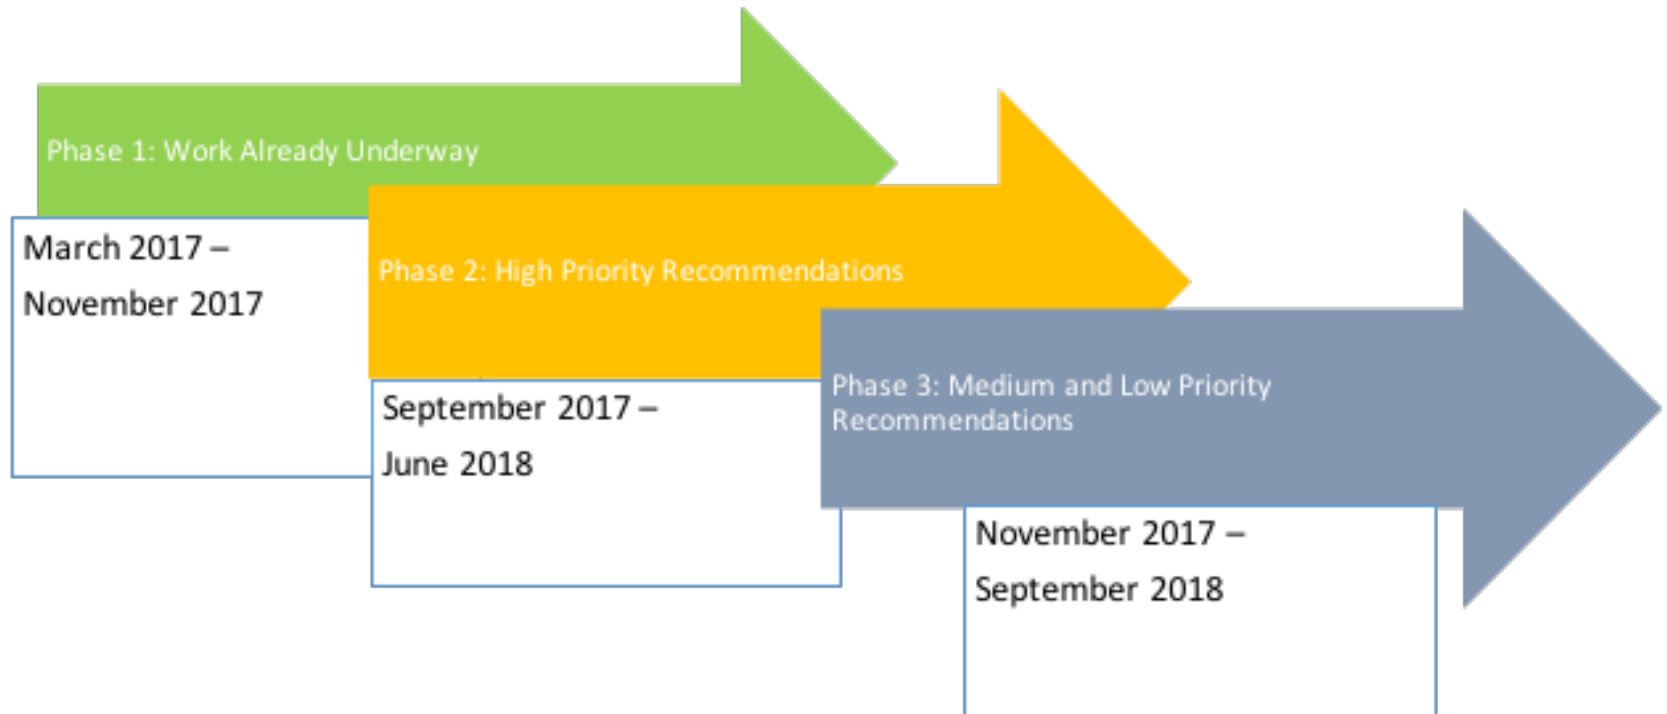 Phase 1: Work Already Underway
March 2017 –
November 2017
Phase 2: High Priority Recommendations
September 2017 –
June 2018
Phase 3: Medium and Low Priority
Recommendations
November 2017 –
September 2018